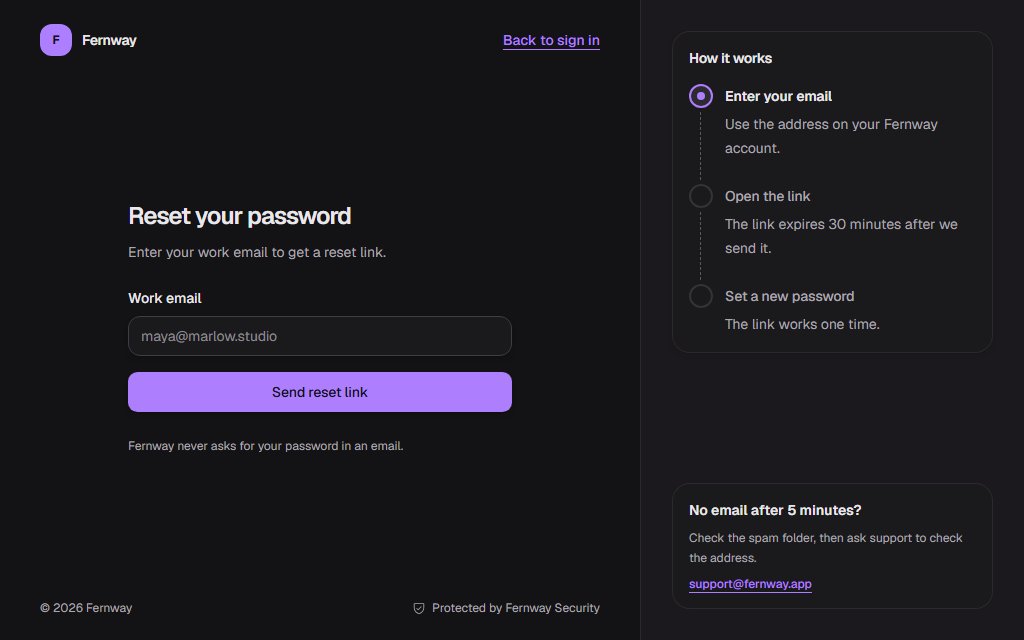 F
Fernway
Back to sign in
Reset your password
Enter your work email to get a reset link.
Work email
maya@marlow.studio
Send reset link
Fernway never asks for your password in an email.
© 2026 Fernway
Protected by Fernway Security
How it works
Enter your email
Use the address on your Fernway
account.
Open the link
The link expires 30 minutes after we
send it.
Set a new password
The link works one time.
No email after 5 minutes?
Check the spam folder, then ask support to check
the address.
support@fernway.app